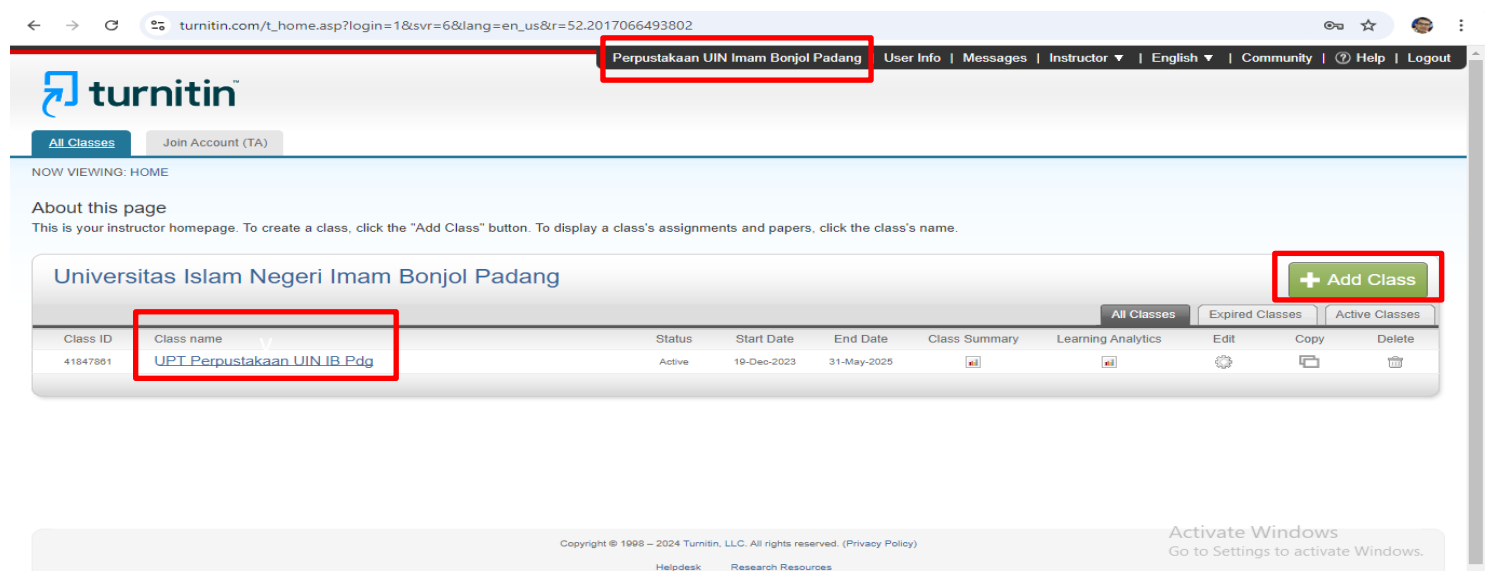 turnitin.com/t_home.asp?login=1&svr=6&lang=en_us&r=52.2017066493802
Perpustakaan UIN Imam Bonjol Padang User Info | Messages | Instructor ▼ | English ▼ | Community | ? Help | Logout
turnitin™
All Classes Join Account (TA)
NOW VIEWING: HOME
About this page
This is your instructor homepage. To create a class, click the "Add Class" button. To display a class's assignments and papers, click the class's name.
Universitas Islam Negeri Imam Bonjol Padang
+ Add Class
All Classes Expired Classes Active Classes
Class ID Class name Status Start Date End Date Class Summary Learning Analytics Edit Copy Delete
v
41847861 UPT Perpustakaan UIN IB Pdg Active 19-Dec-2023 31-May-2025
Copyright © 1998 – 2024 Turnitin, LLC. All rights reserved. (Privacy Policy)
Helpdesk Research Resources
Activate Windows
Go to Settings to activate Windows.